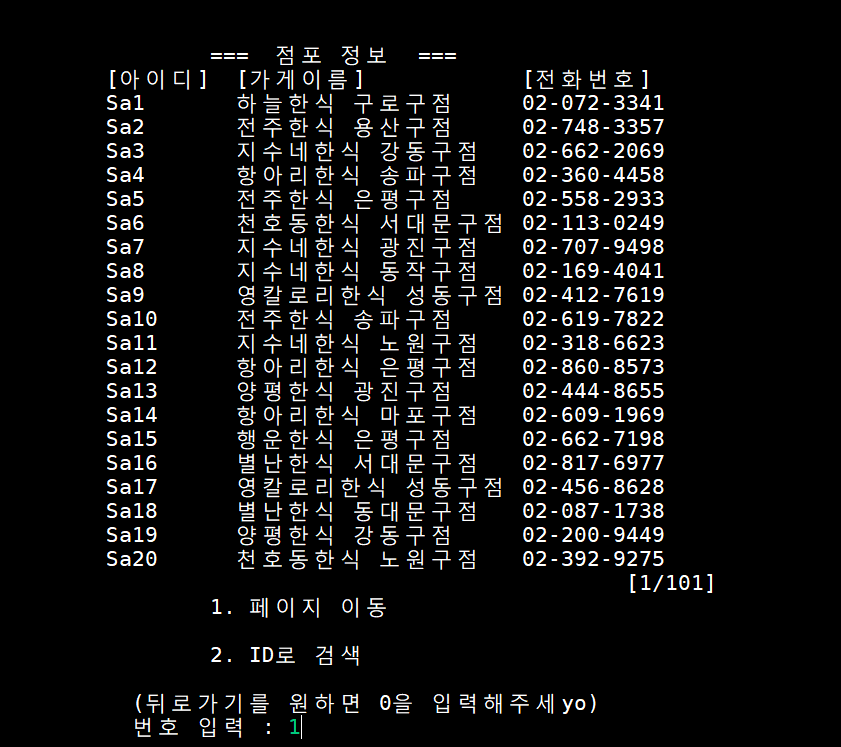 === 점포 정보 ===
[아이디] [가게이름] [전화번호]
Sa1 하늘한식 구로구점 02-072-3341
Sa2 전주한식 용산구점 02-748-3357
Sa3 지수네한식 강동구점 02-662-2069
Sa4 항아리한식 송파구점 02-360-4458
Sa5 전주한식 은평구점 02-558-2933
Sa6 천호동한식 서대문구점 02-113-0249
Sa7 지수네한식 광진구점 02-707-9498
Sa8 지수네한식 동작구점 02-169-4041
Sa9 영칼로리한식 성동구점 02-412-7619
Sa10 전주한식 송파구점 02-619-7822
Sa11 지수네한식 노원구점 02-318-6623
Sa12 항아리한식 은평구점 02-860-8573
Sa13 양평한식 광진구점 02-444-8655
Sa14 항아리한식 마포구점 02-609-1969
Sa15 행운한식 은평구점 02-662-7198
Sa16 별난한식 서대문구점 02-817-6977
Sa17 영칼로리한식 성동구점 02-456-8628
Sa18 별난한식 동대문구점 02-087-1738
Sa19 양평한식 강동구점 02-200-9449
Sa20 천호동한식 노원구점 02-392-9275
[1/101]
1. 페이지 이동
2. ID로 검색
(뒤로가기를 원하면 0을 입력해주세yo)
번호 입력 : 1